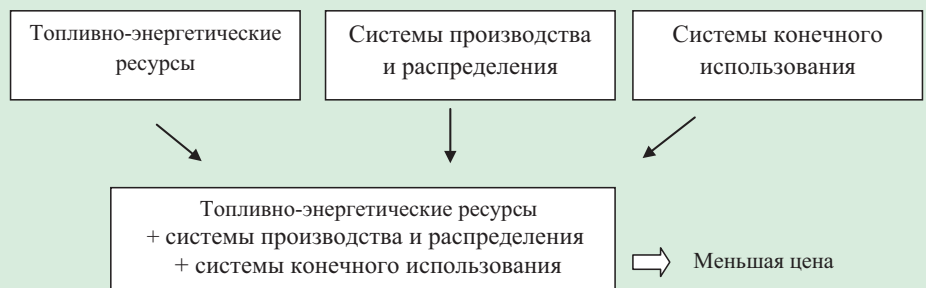 Топливно-энергетические
ресурсы
Системы производства
и распределения
Системы конечного
использования
Топливно-энергетические ресурсы
+ системы производства и распределения
+ системы конечного использования
Меньшая цена